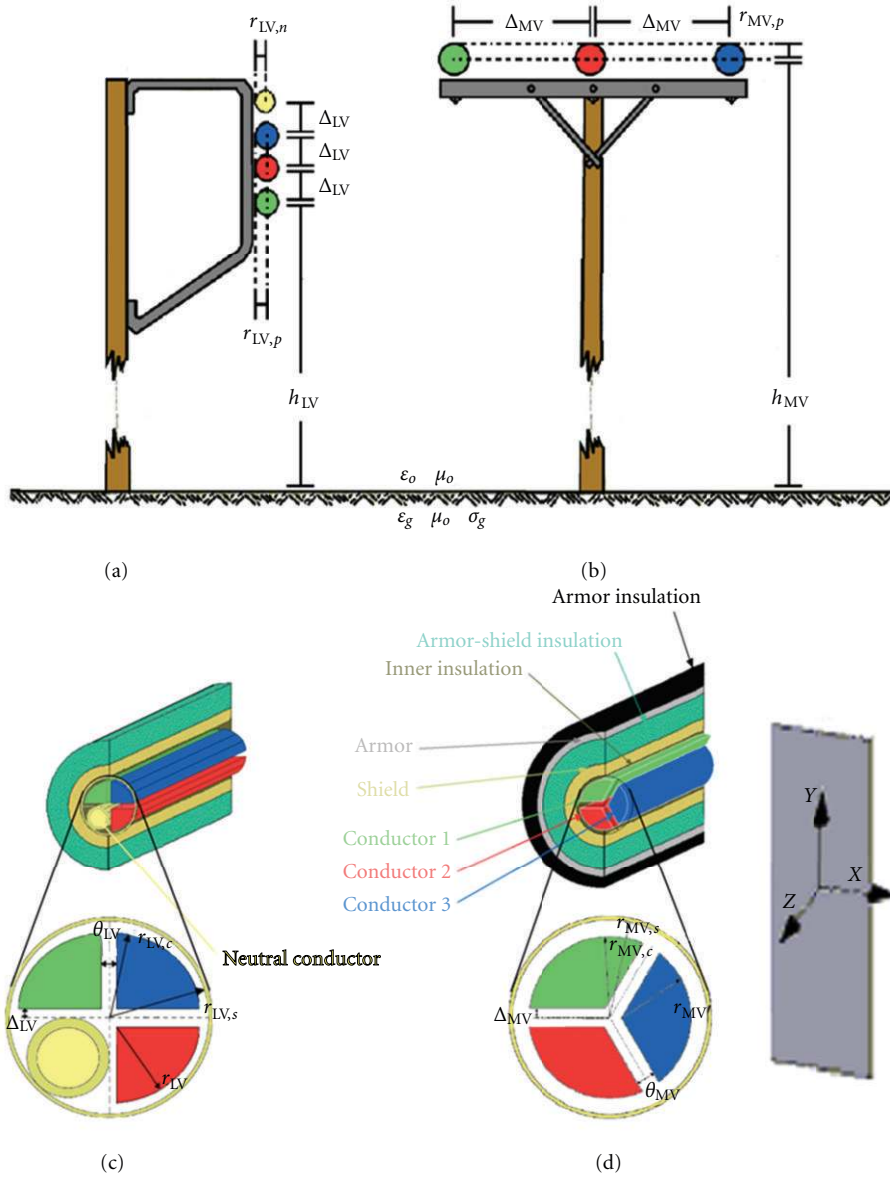 r_LV,n
Δ_LV
Δ_LV
Δ_LV
r_LV,p
h_LV
Δ_MV Δ_MV r_MV,p
h_MV
ε_o μ_o
ε_g μ_o σ_g
(a)
(b)
Armor insulation
Armor-shield insulation
Inner insulation
Armor
Shield
Conductor 1
Conductor 2
Conductor 3
Y
X
Z
θ_LV
r_LV,c
Neutral conductor
r_LV,s
Δ_LV
r_LV
r_MV,s
r_MV,c
Δ_MV
r_MV
θ_MV
(c)
(d)